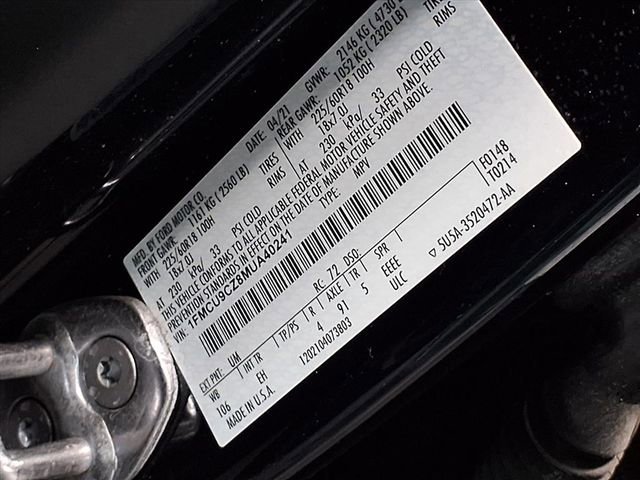 MFD. BY FORD MOTOR CO.
DATE: 04/21 GVWR: 2146 KG ( 4730
FRONT GAWR: 1161 KG ( 2560 LB) REAR GAWR: 1052 KG ( 2320 LB)
225/60R18 100H TIRES 225/60R18 100H TIRES
18x7.0J RIMS WITH 18x7.0J RIMS
AT 230 kPa/ 33 PSI COLD AT 230 kPa/ 33 PSI COLD
THIS VEHICLE CONFORMS TO ALL APPLICABLE FEDERAL MOTOR VEHICLE SAFETY AND THEFT
PREVENTION STANDARDS IN EFFECT ON THE DATE OF MANUFACTURE SHOWN ABOVE.
VIN: 1FMCU9CZ8MUA40241 TYPE: MPV
F0148
T0214
EXT PNT: UM RC: 72 DSO:
WB INT TR TP/PS R AXLE TR SPR
106 EH 4 91 5 EEEE
MADE IN U.S.A. 1202104073803 ULC ▽ 5U5A-3520472-AA